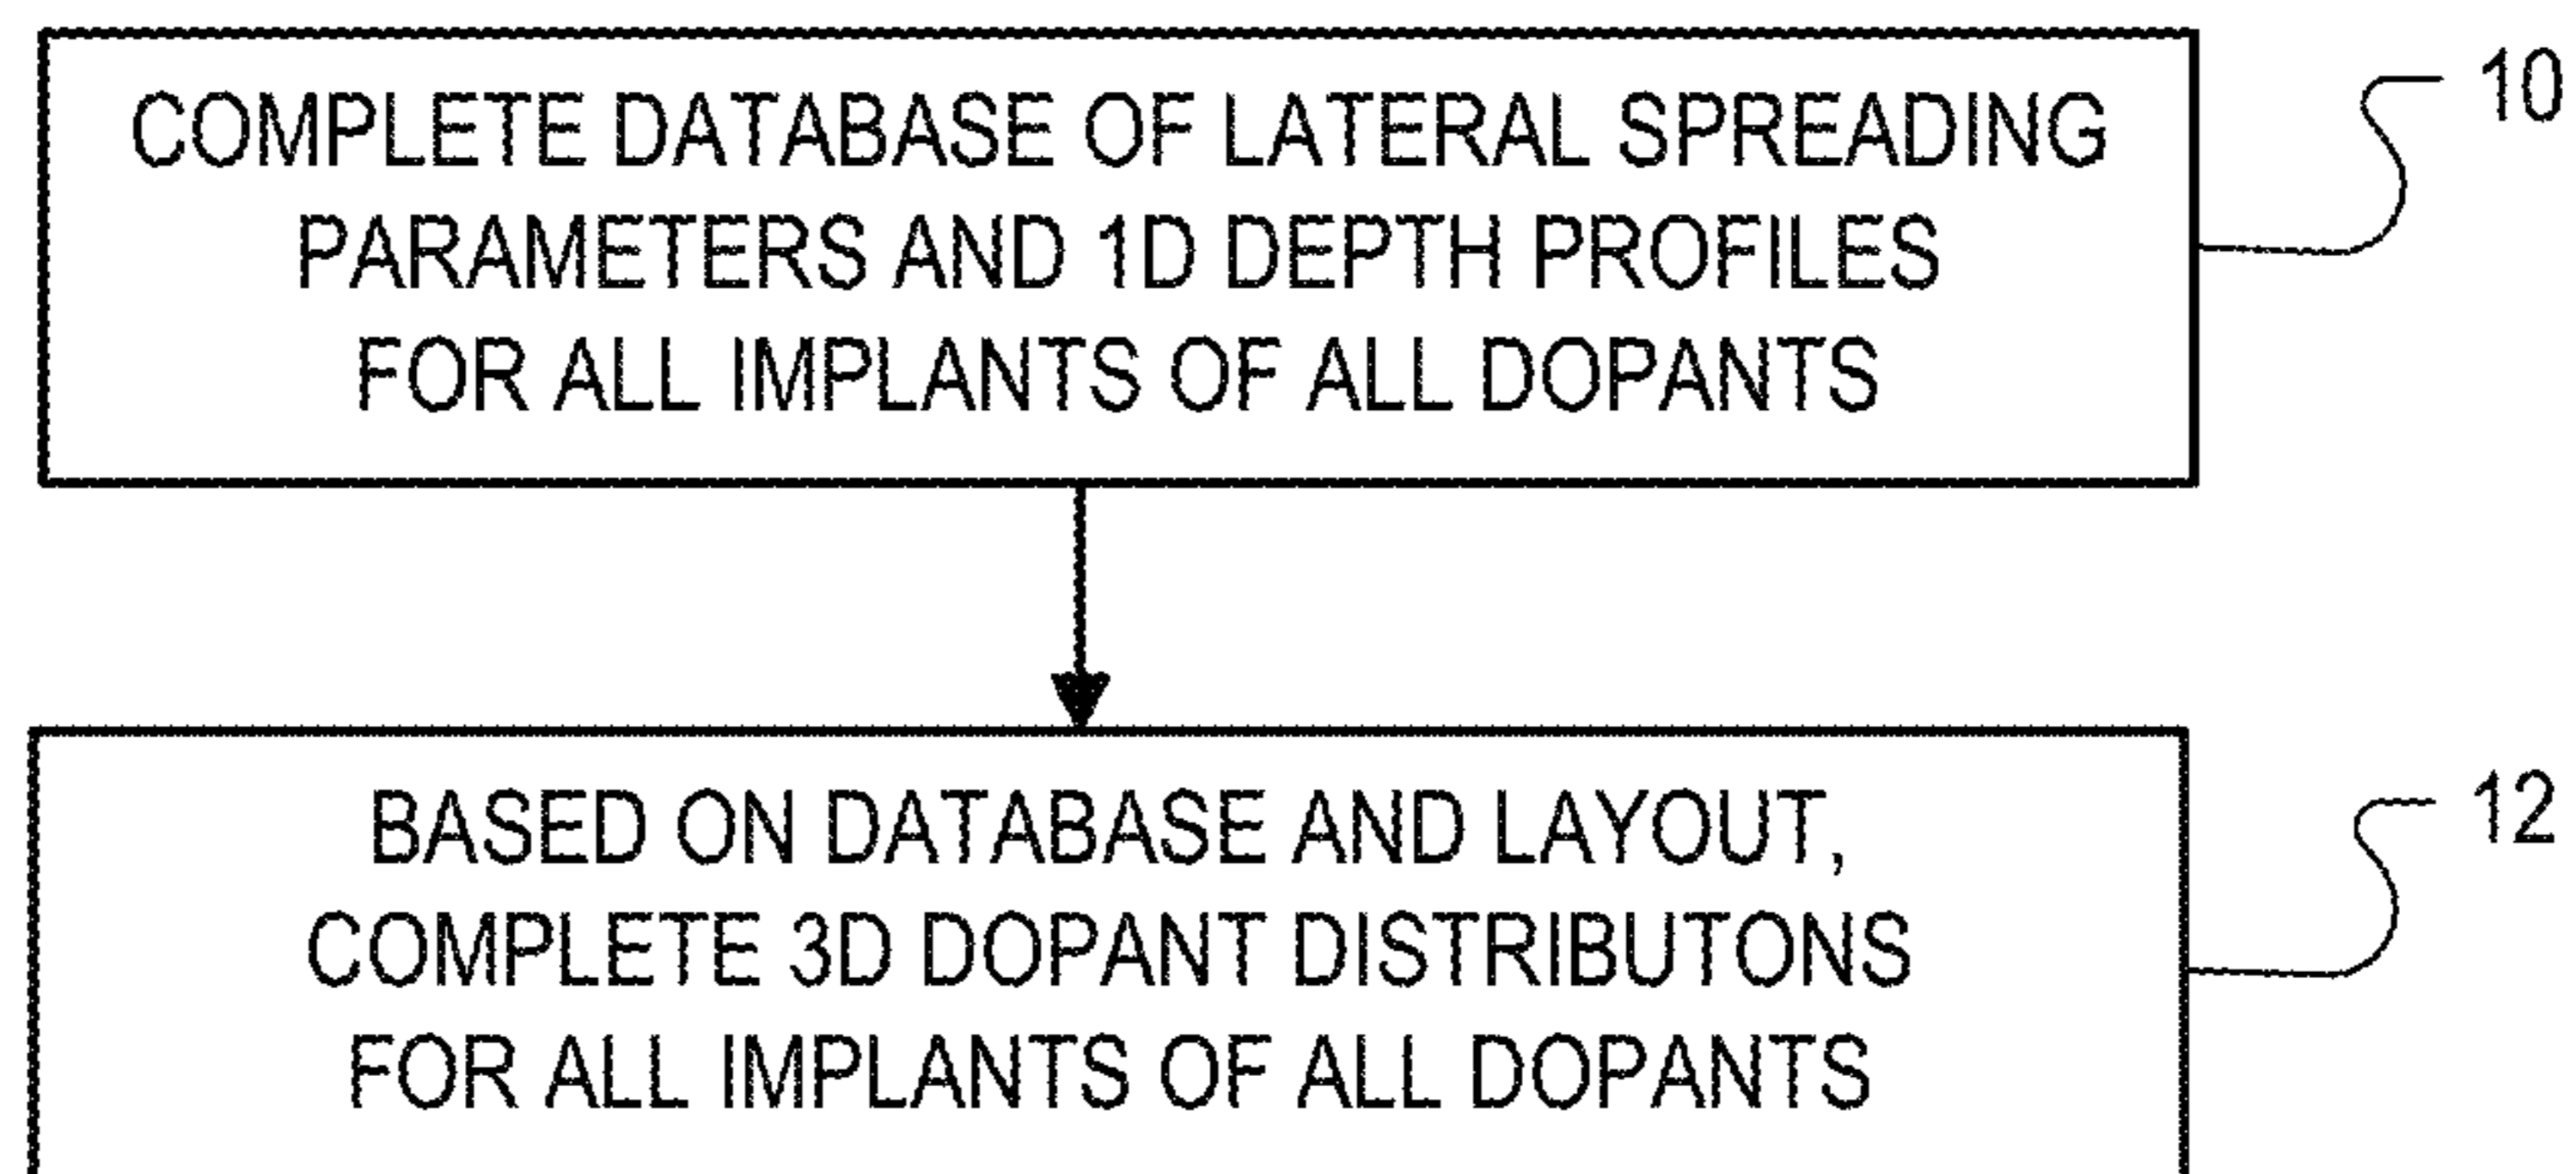 COMPLETE DATABASE OF LATERAL SPREADING
PARAMETERS AND 1D DEPTH PROFILES
FOR ALL IMPLANTS OF ALL DOPANTS
10
BASED ON DATABASE AND LAYOUT,
COMPLETE 3D DOPANT DISTRIBUTONS
FOR ALL IMPLANTS OF ALL DOPANTS
12